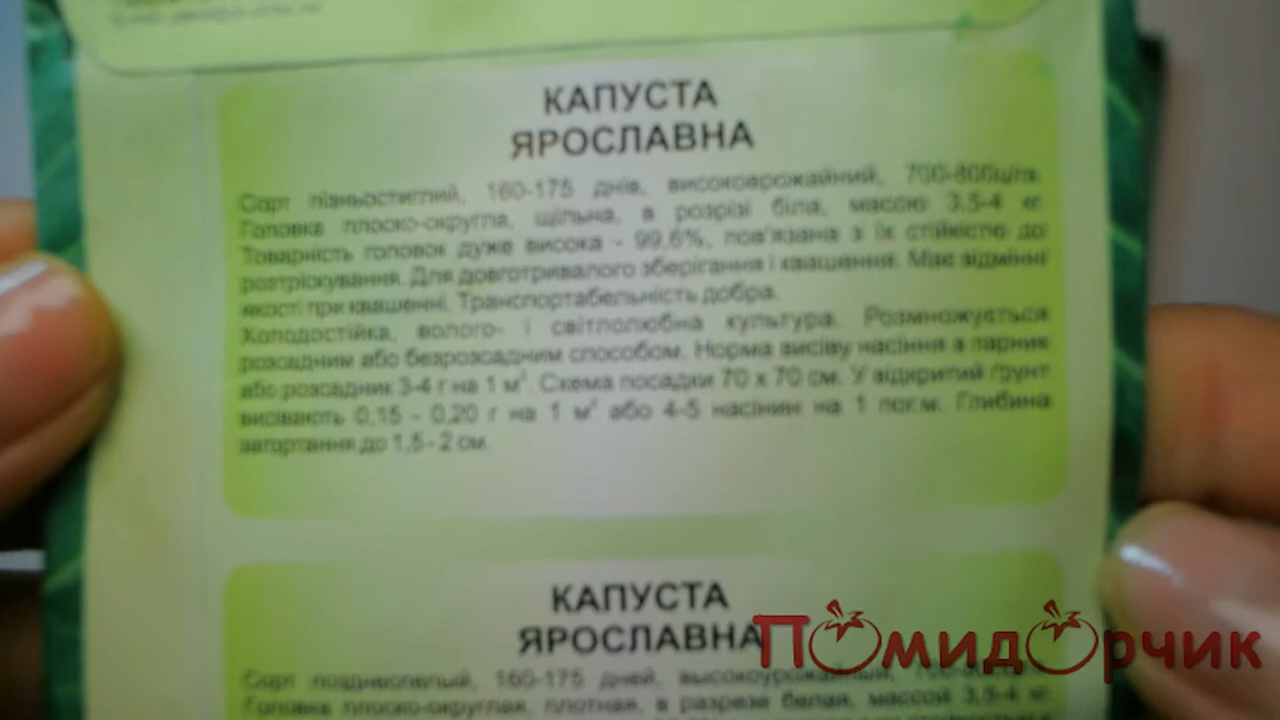 КАПУСТА
ЯРОСЛАВНА
Сорт пізньостиглий, 160-175 днів, високоврожайний, 700-800ц/га.
Головка плоско-округла, щільна, в розрізі біла, масою 3,5-4 кг.
Товарність головок дуже висока - 99,6%, пов'язана з їх стійкістю до
розтріскування. Для довготривалого зберігання і квашення. Має відмінні
якості при квашенні. Транспортабельність добра.
Холодостійка, волого- і світлолюбна культура. Розмножується
розсадним або безрозсадним способом. Норма висіву насіння в парник
або розсадник 3-4 г на 1 м². Схема посадки 70 х 70 см. У відкритий ґрунт
висівають 0,15 - 0,20 г на 1 м² або 4-5 насінин на 1 пог.м. Глибина
загортання до 1,5 - 2 см.
КАПУСТА
ЯРОСЛАВНА
Помидорчик
Сорт позднеспелый, 160-175 дней, высокоурожайный,
Головка плоско-округлая, плотная, в разрезе белая, массой 3,5-4 кг.